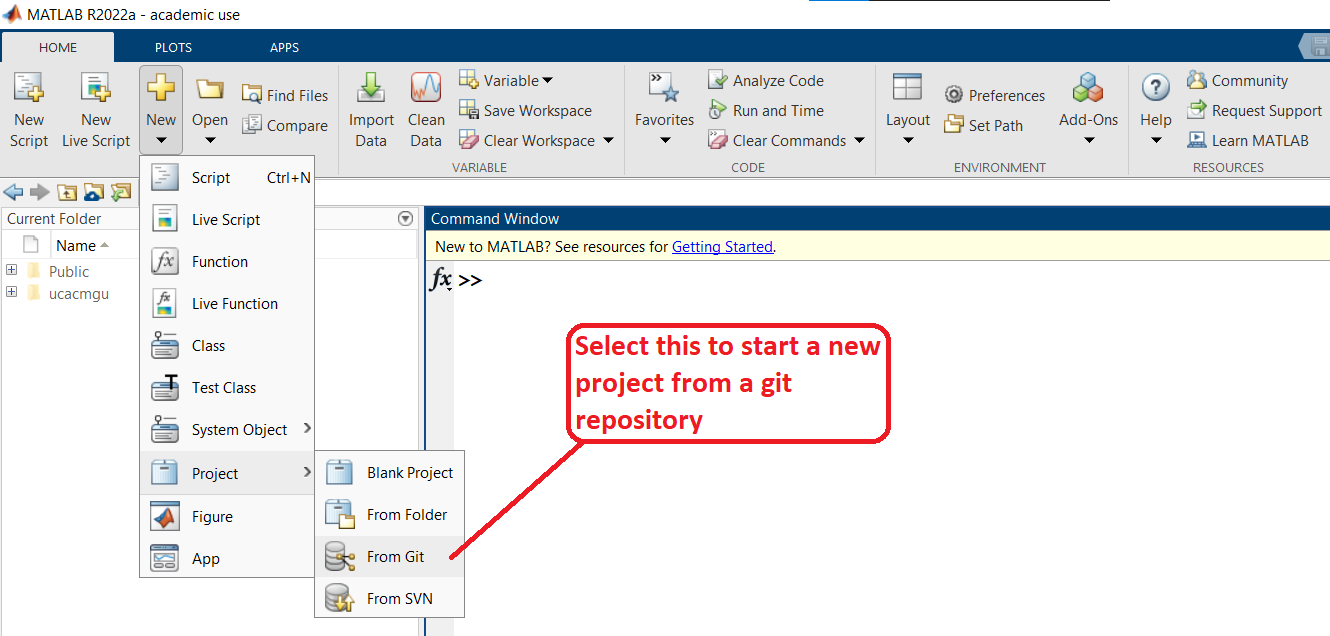 MATLAB R2022a - academic use
HOME PLOTS APPS
New Script
New Live Script
New
Open
Find Files
Compare
Import Data
Clean Data
Variable
Save Workspace
Clear Workspace
VARIABLE
Favorites
Analyze Code
Run and Time
Clear Commands
CODE
Layout
Preferences
Set Path
Add-Ons
ENVIRONMENT
Help
Community
Request Support
Learn MATLAB
RESOURCES
Script Ctrl+N
Live Script
Function
Live Function
Class
Test Class
System Object
Project
Figure
App
Blank Project
From Folder
From Git
From SVN
Current Folder
Name
Public
ucacmgu
Command Window
New to MATLAB? See resources for Getting Started.
fx >>
Select this to start a new
project from a git
repository